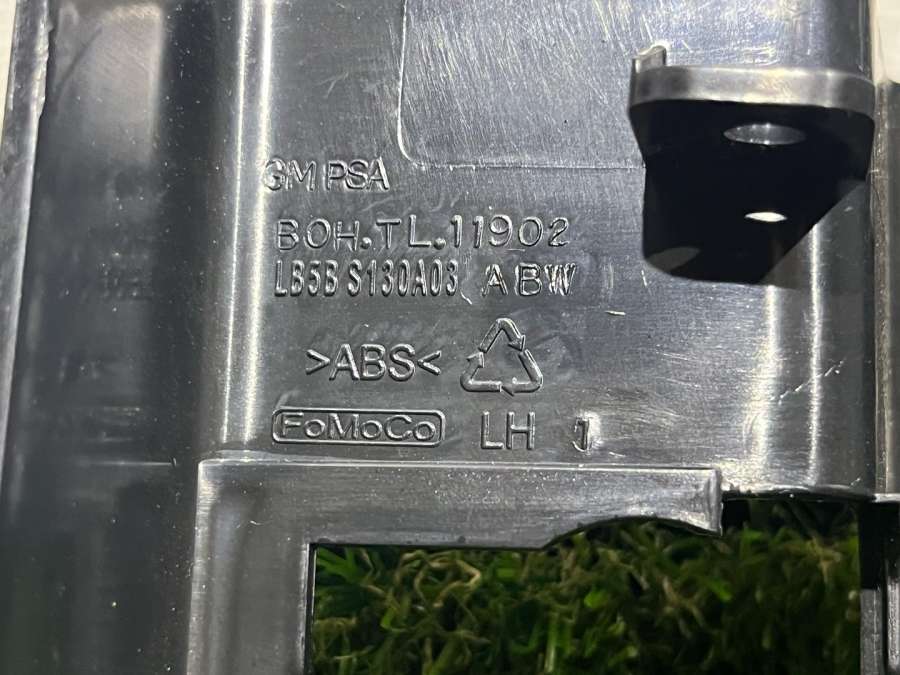 GM PSA
BOH.TL.11902
LB5B S130A03 ABW
>ABS<
FoMoCo LH 1